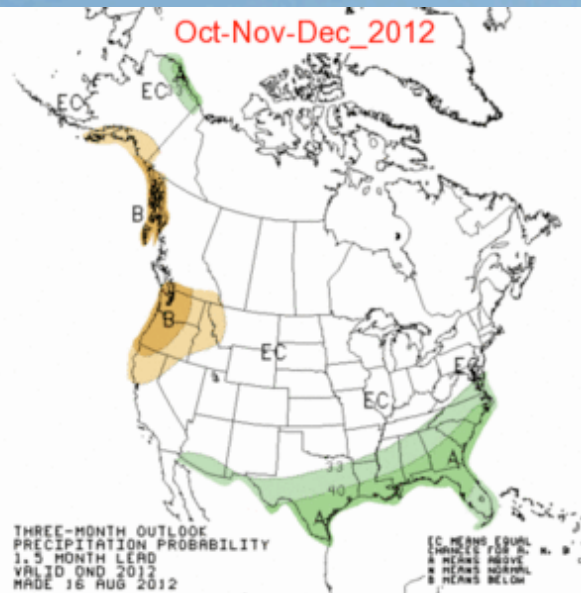 Oct-Nov-Dec_2012
A
EC
EC
B
B
EC
EC
EC
33
A
40
A
THREE-MONTH OUTLOOK
PRECIPITATION PROBABILITY
1.5 MONTH LEAD
VALID OND 2012
MADE 16 AUG 2012
EC MEANS EQUAL
CHANCES FOR A, N, B
A MEANS ABOVE
N MEANS NORMAL
B MEANS BELOW